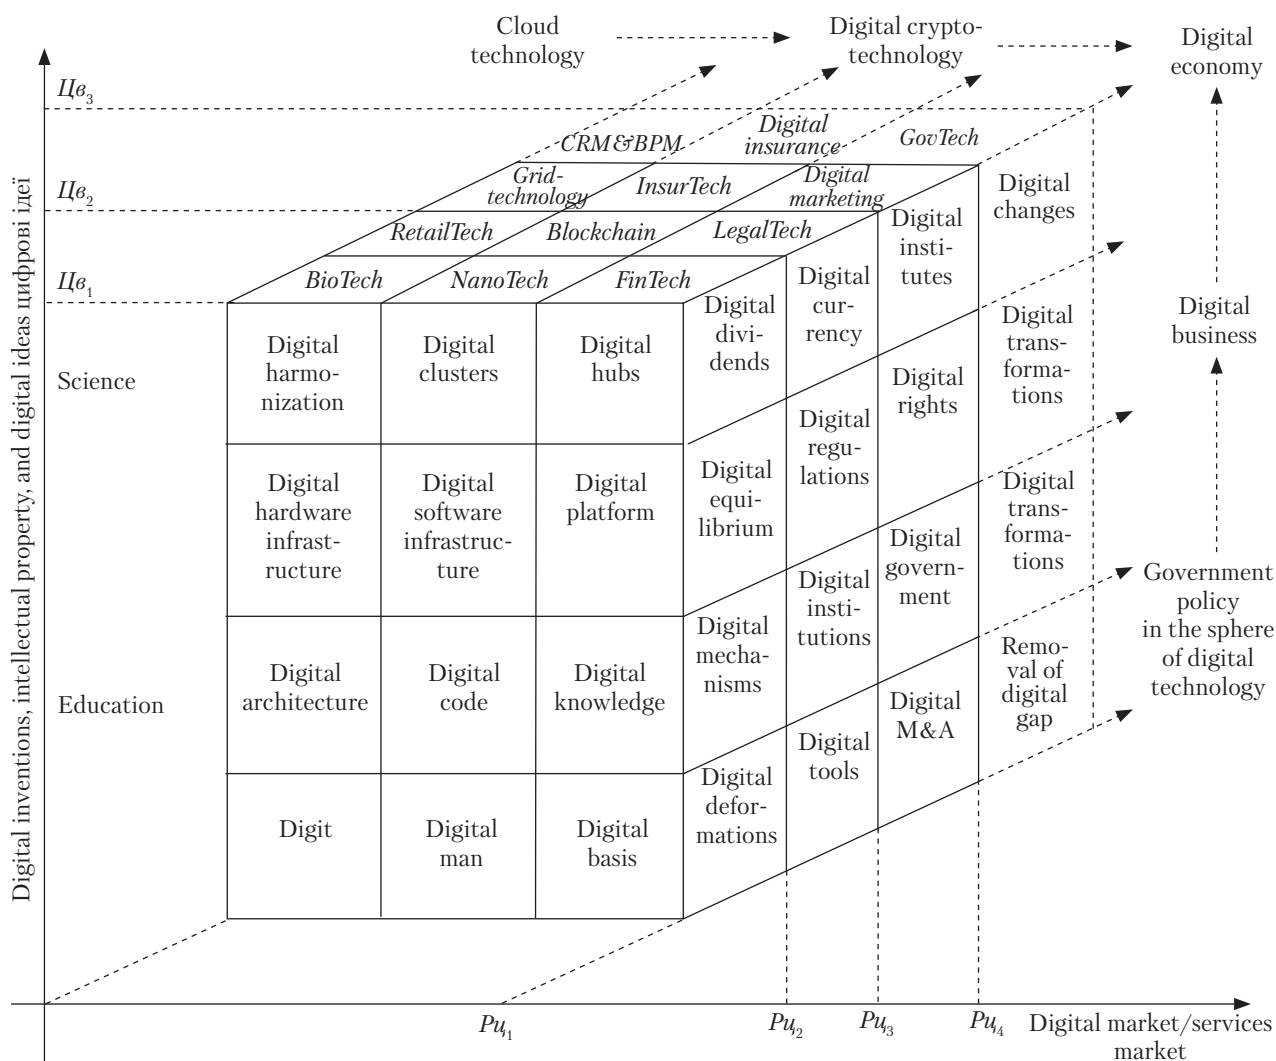 Cloud
technology
Digital crypto-
technology
Digital
economy
Цв3
Цв2
Цв1
Digital inventions, intellectual property, and digital ideas цифрові ідеї
Science
Education
CRM&BPM
Digital
insurance
GovTech
Grid-
technology
InsurTech
Digital
marketing
RetailTech
Blockchain
LegalTech
BioTech
NanoTech
FinTech
Digital
harmo-
nization
Digital
clusters
Digital
hubs
Digital
hardware
infrast-
ructure
Digital
software
infrastruc-
ture
Digital
platform
Digital
architecture
Digital
code
Digital
knowledge
Digit
Digital
man
Digital
basis
Digital
divi-
dends
Digital
cur-
rency
Digital
insti-
tutes
Digital
changes
Digital
equi-
librium
Digital
regu-
lations
Digital
rights
Digital
trans-
forma-
tions
Digital
mecha-
nisms
Digital
insti-
tutions
Digital
govern-
ment
Digital
trans-
forma-
tions
Digital
defor-
mations
Digital
tools
Digital
M&A
Remo-
val of
digital
gap
Digital
business
Government
policy
in the sphere
of digital
technology
Рц1
Рц2
Рц3
Рц4
Digital market/services
market